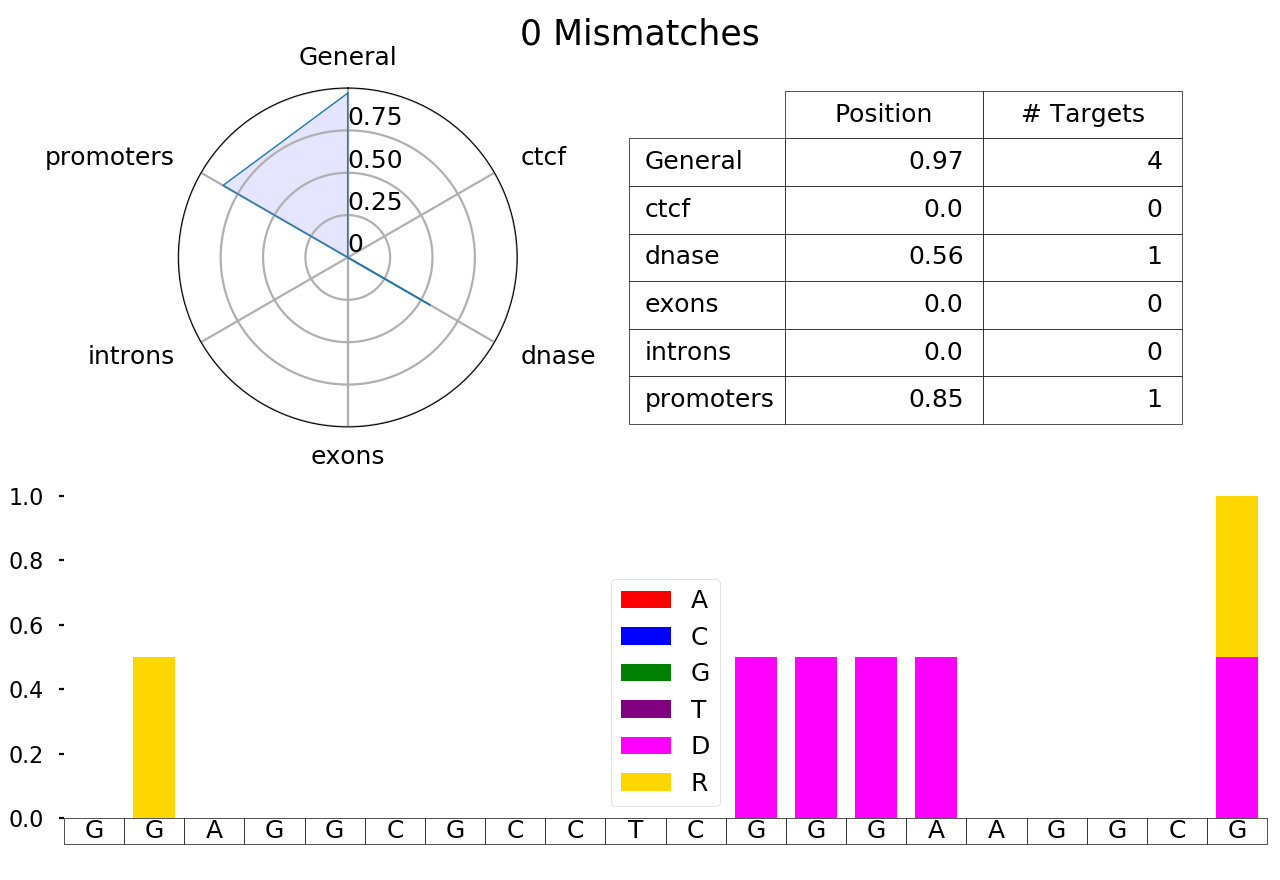 0 Mismatches
General
ctcf
dnase
exons
introns
promoters
0.75
0.50
0.25
0
Position # Targets
General 0.97 4
ctcf 0.0 0
dnase 0.56 1
exons 0.0 0
introns 0.0 0
promoters 0.85 1
1.0
0.8
0.6
0.4
0.2
0.0
A
C
G
T
D
R
G G A G G C G C C T C G G G A A G G C G